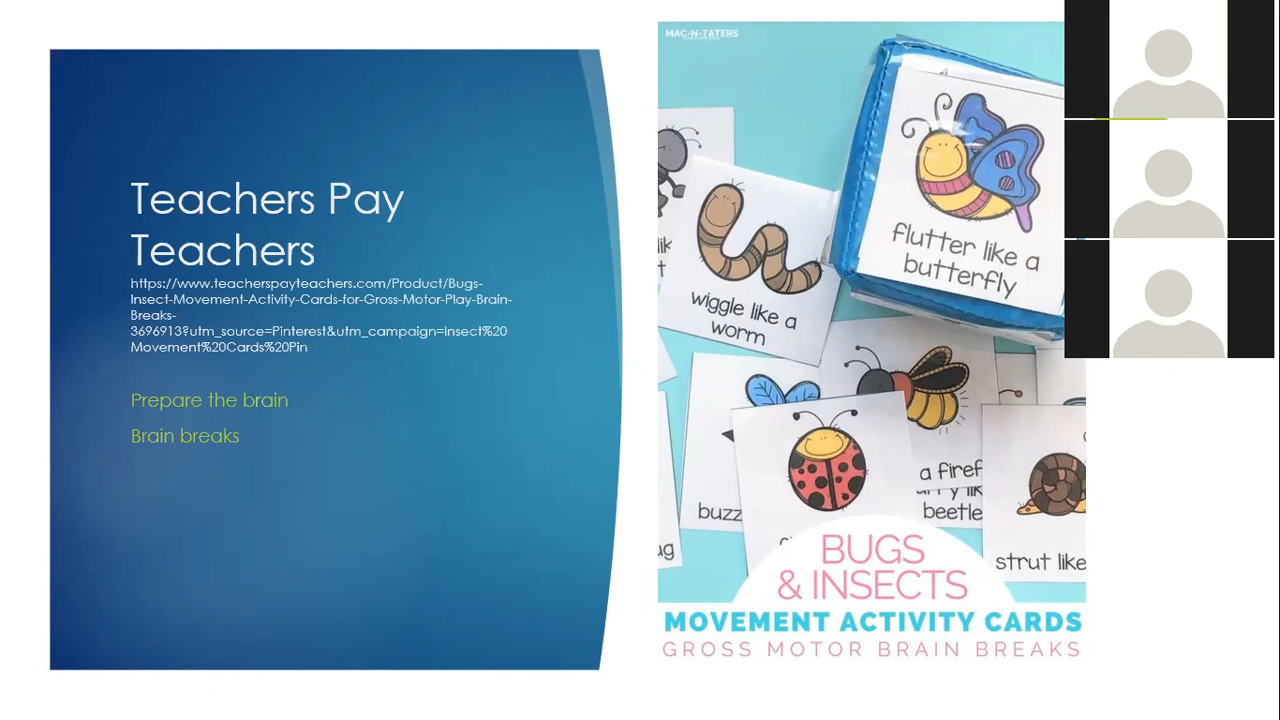 Teachers Pay
Teachers
https://www.teacherspayteachers.com/Product/Bugs-
Insect-Movement-Activity-Cards-for-Gross-Motor-Play-Brain-
Breaks-
3696913?utm_source=Pinterest&utm_campaign=Insect%20
Movement%20Cards%20Pin
Prepare the brain
Brain breaks
MAC-N-TATERS
flutter like a
butterfly
wiggle like a
worm
a firef
beetle
buzz
strut like
ug
BUGS
& INSECTS
MOVEMENT ACTIVITY CARDS
GROSS MOTOR BRAIN BREAKS